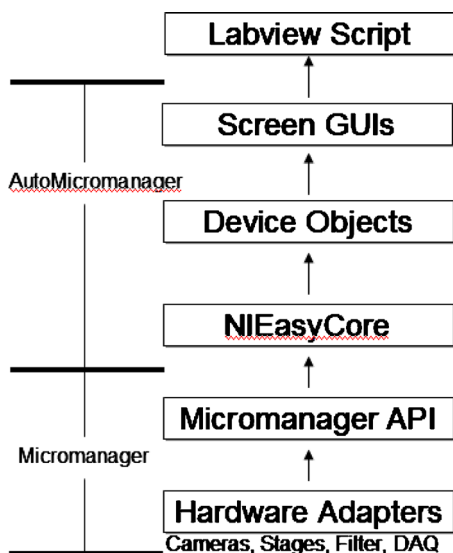 Labview Script
Screen GUIs
AutoMicromanager
Device Objects
NIEasyCore
Micromanager API
Micromanager
Hardware Adapters
Cameras, Stages, Filter, DAQ